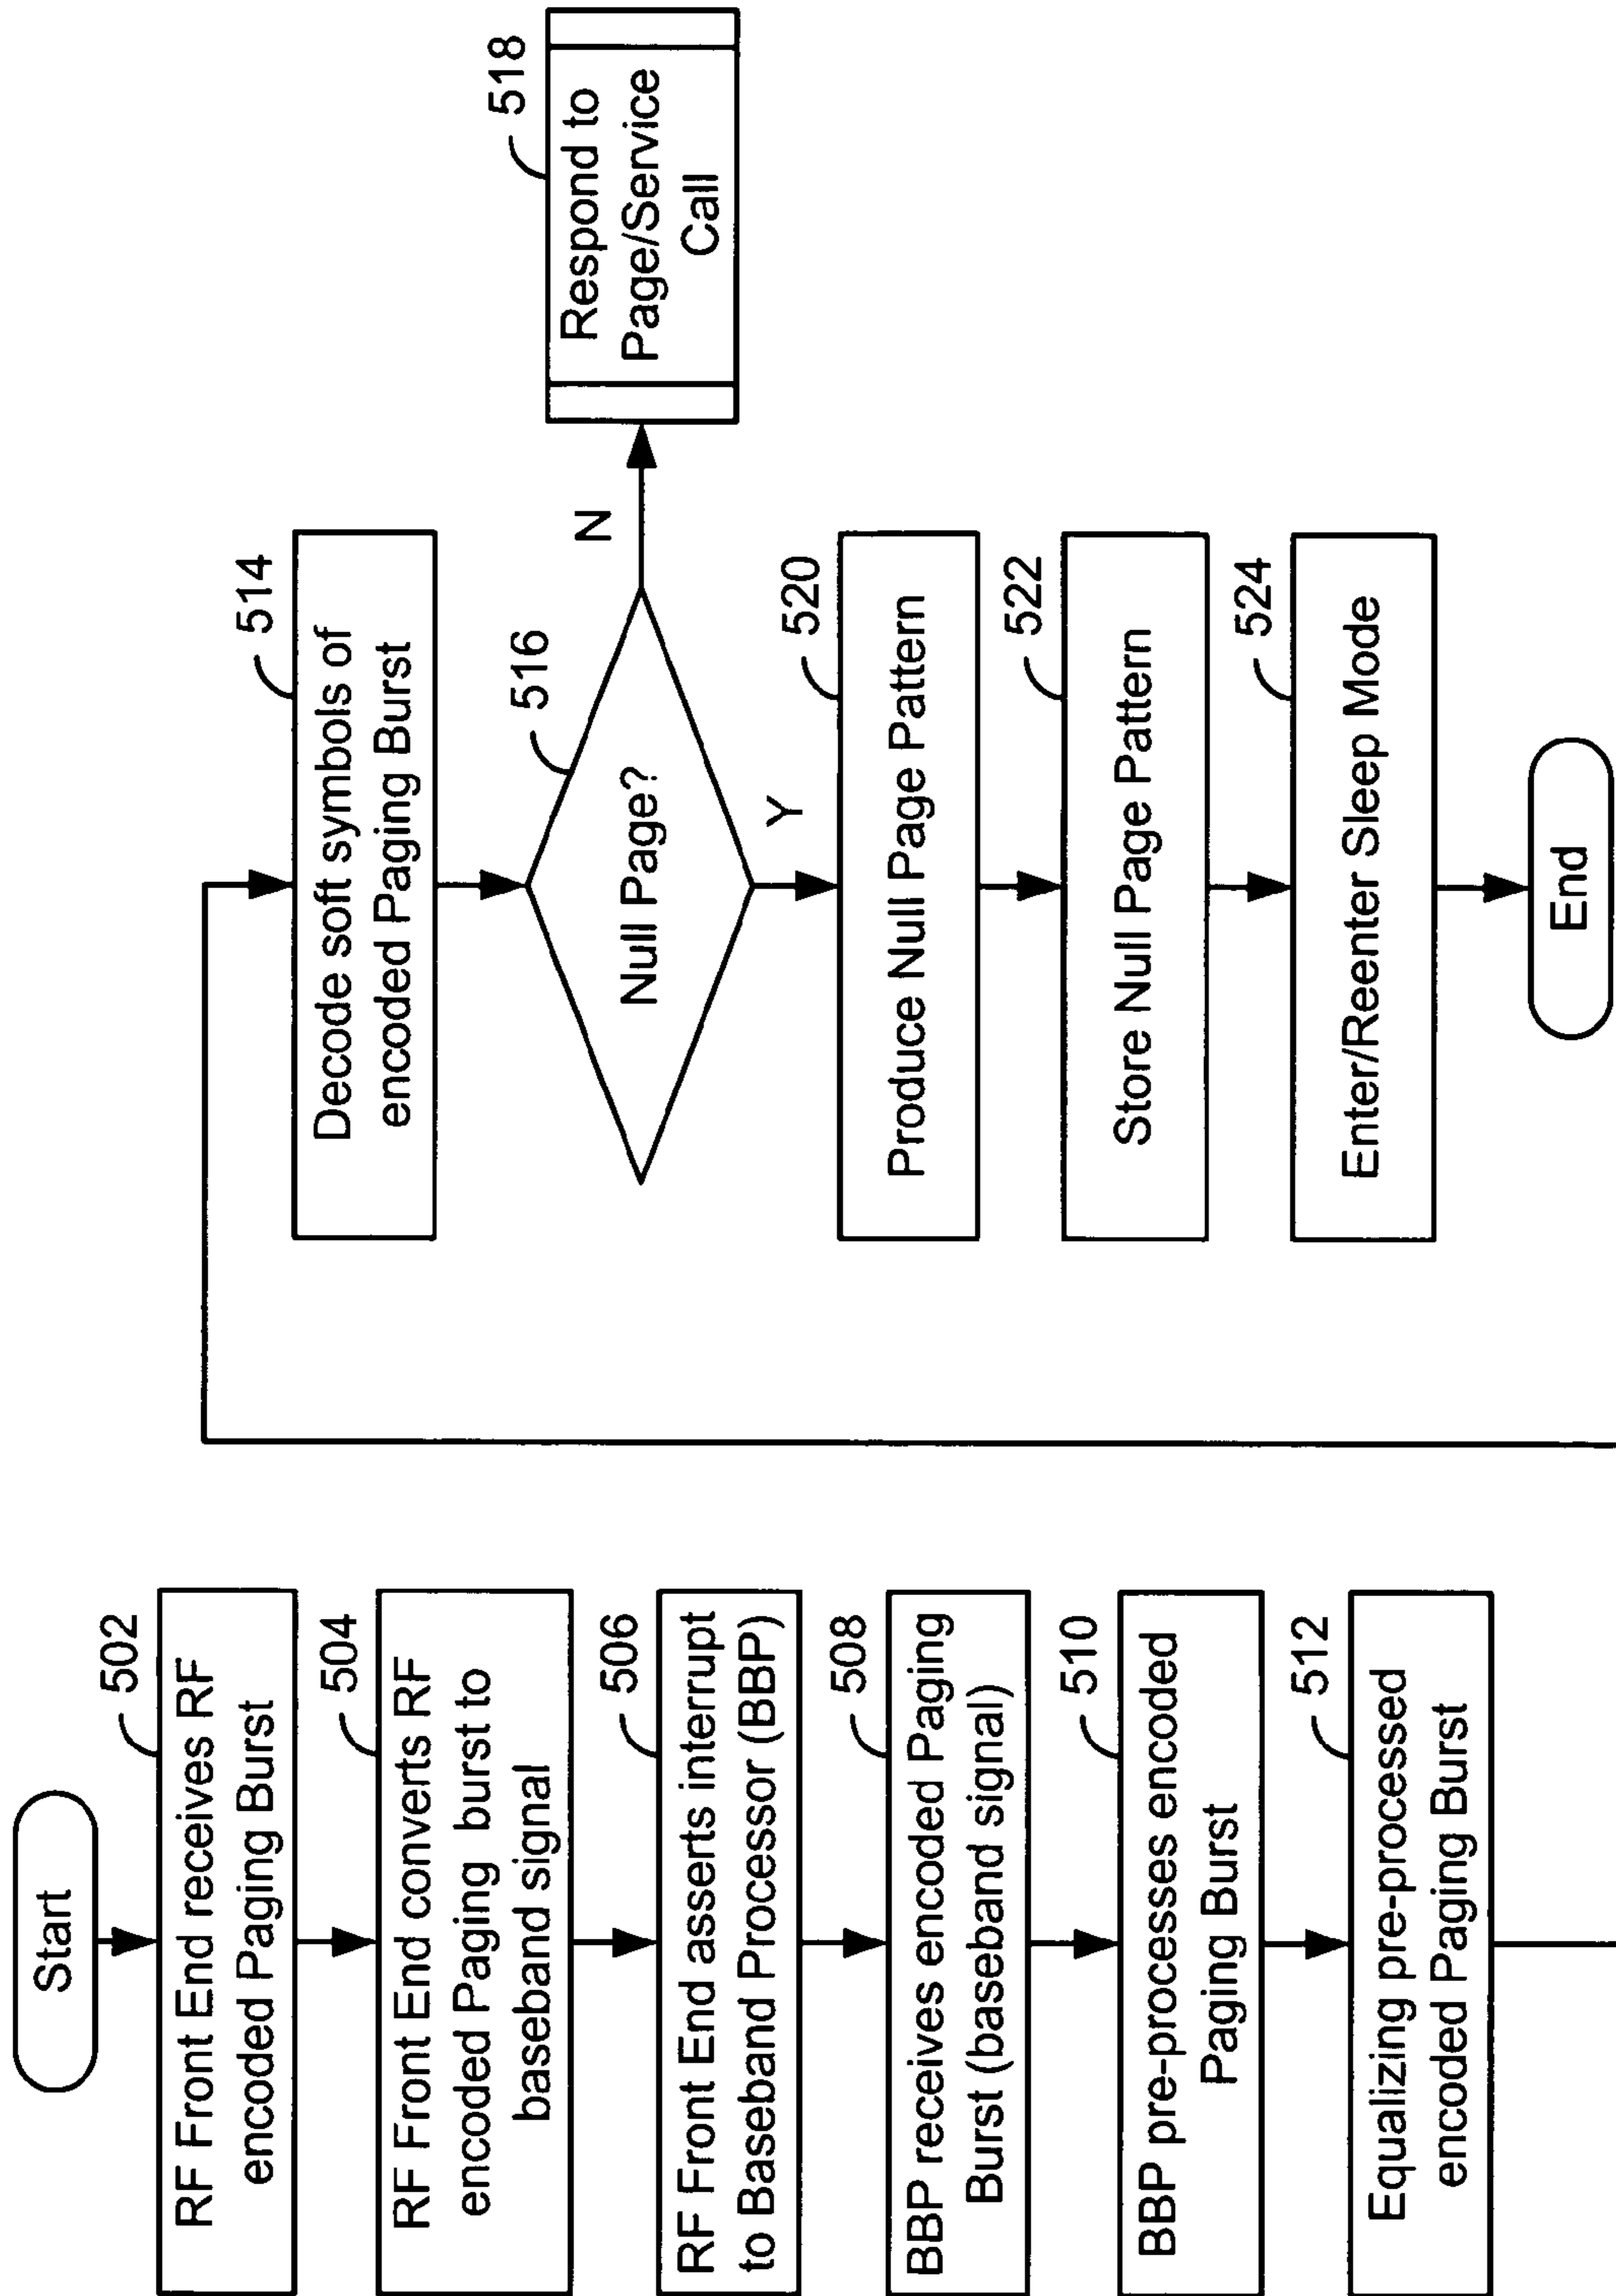 Start
502
RF Front End receives RF
encoded Paging Burst
504
RF Front End converts RF
encoded Paging burst to
baseband signal
506
RF Front End asserts interrupt
to Baseband Processor (BBP)
508
BBP receives encoded Paging
Burst (baseband signal)
510
BBP pre-processes encoded
Paging Burst
512
Equalizing pre-processed
encoded Paging Burst
514
Decode soft symbols of
encoded Paging Burst
516
Null Page?
N
518
Respond to
Page/Service
Call
Y
520
Produce Null Page Pattern
522
Store Null Page Pattern
524
Enter/Reenter Sleep Mode
End